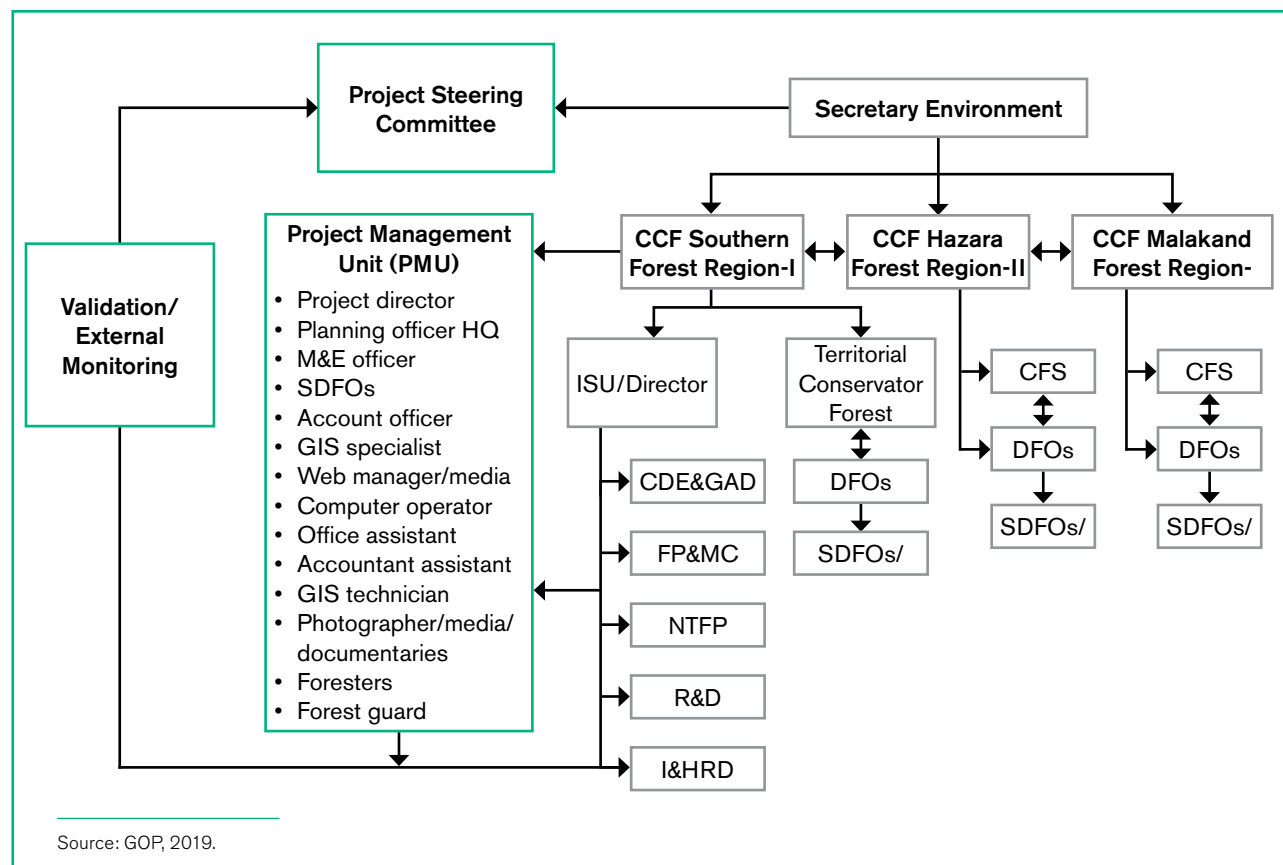 Project Steering
Committee
Secretary Environment
Validation/
External
Monitoring
Project Management
Unit (PMU)
• Project director
• Planning officer HQ
• M&E officer
• SDFOs
• Account officer
• GIS specialist
• Web manager/media
• Computer operator
• Office assistant
• Accountant assistant
• GIS technician
• Photographer/media/
documentaries
• Foresters
• Forest guard
CCF Southern
Forest Region-I
CCF Hazara
Forest Region-II
CCF Malakand
Forest Region-
ISU/Director
Territorial
Conservator
Forest
CDE&GAD
FP&MC
NTFP
R&D
I&HRD
DFOs
SDFOs/
CFS
DFOs
SDFOs/
CFS
DFOs
SDFOs/
Source: GOP, 2019.